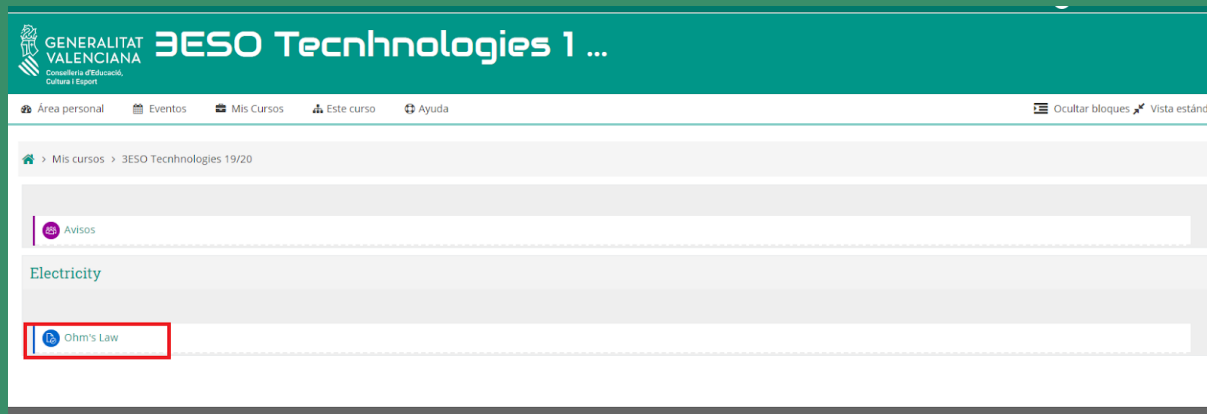 GENERALITAT
VALENCIANA
Conselleria d'Educació,
Cultura i Esport
3ESO Tecnhnologies 1 ...
Área personal Eventos Mis Cursos Este curso Ayuda Ocultar bloques Vista estánd
> Mis cursos > 3ESO Tecnhnologies 19/20
Avisos
Electricity
Ohm's Law